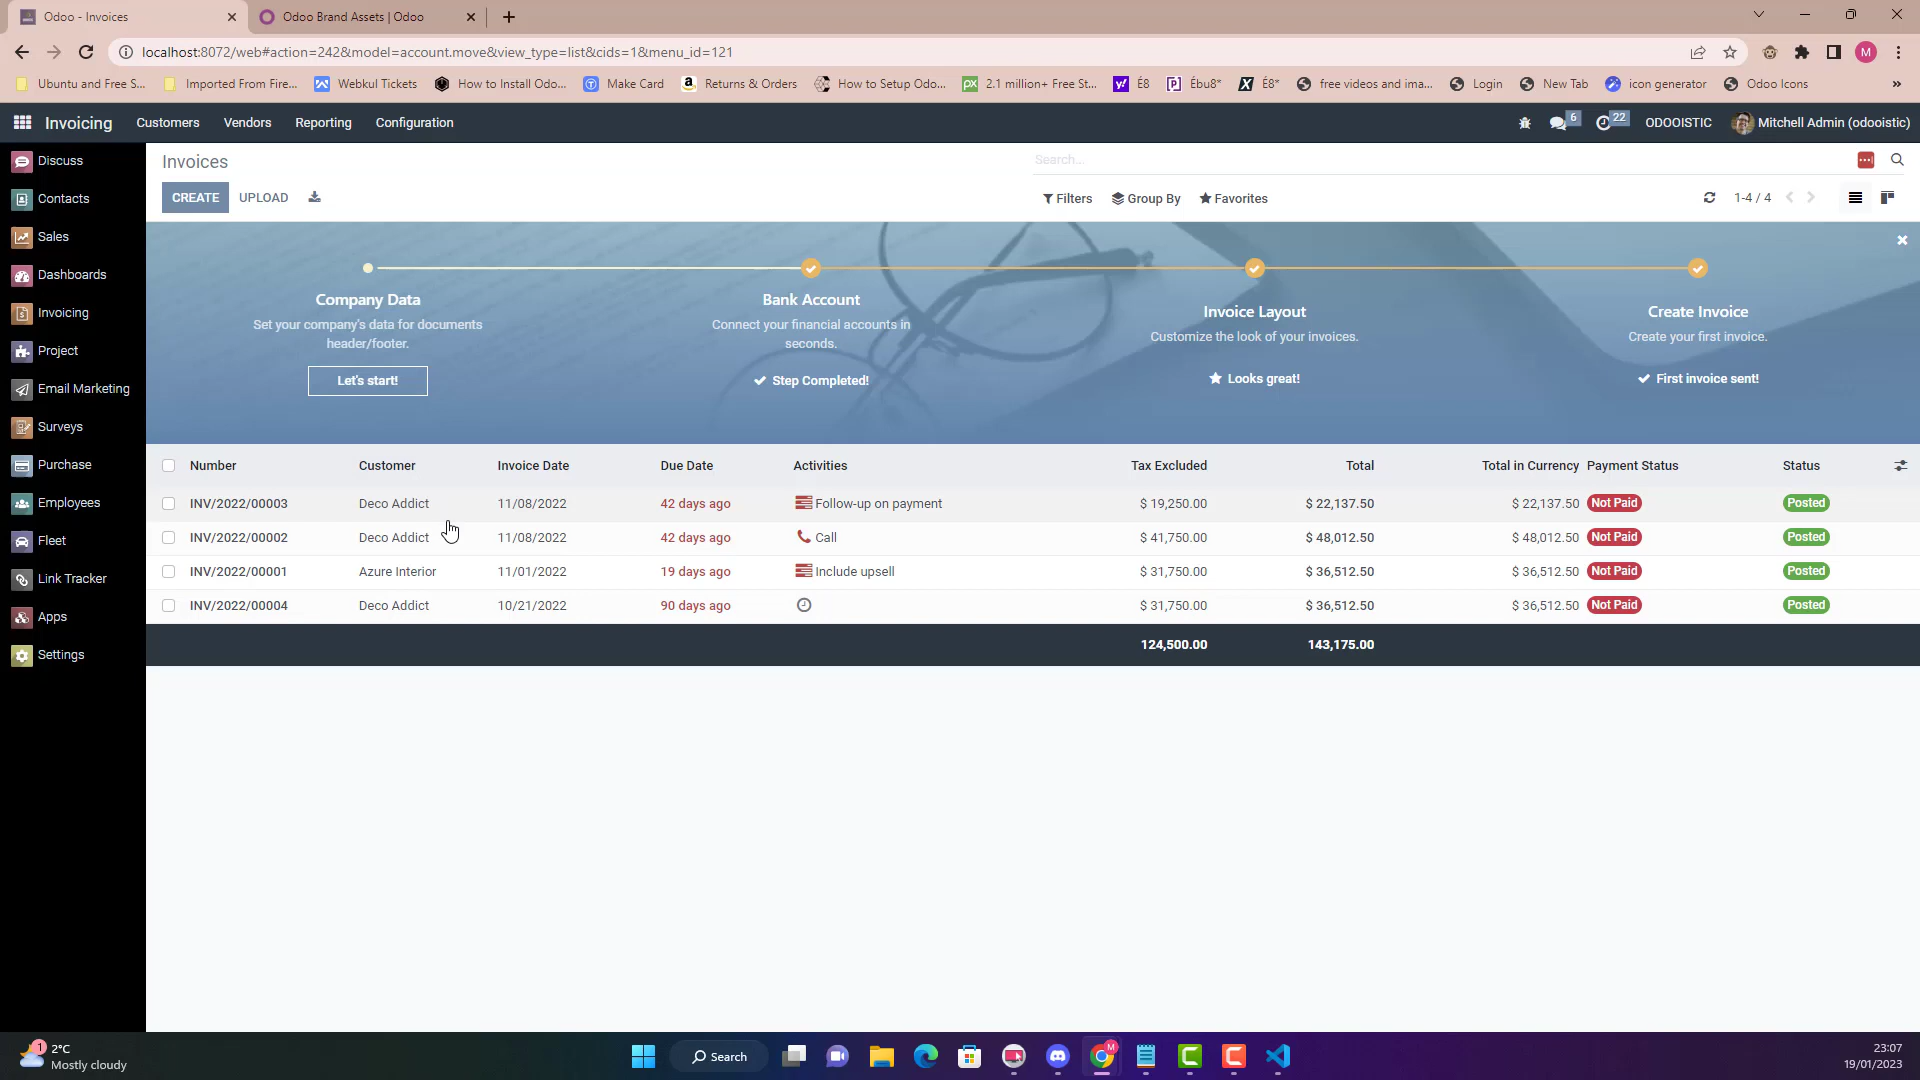 Odoo - Invoices
Odoo Brand Assets | Odoo
localhost:8072/web#action=242&model=account.move&view_type=list&cids=1&menu_id=121
M
Ubuntu and Free S...
Imported From Fire...
Webkul Tickets
How to Install Odo...
Make Card
Returns & Orders
How to Setup Odo...
2.1 million+ Free St...
É8
Ébu8*
É8*
free videos and ima...
Login
New Tab
icon generator
Odoo Icons
Invoicing
Customers
Vendors
Reporting
Configuration
6
22
ODOOISTIC
Mitchell Admin (odooistic)
Discuss
Contacts
Sales
Dashboards
Invoicing
Project
Email Marketing
Surveys
Purchase
Employees
Fleet
Link Tracker
Apps
Settings
Invoices
Search...
CREATE
UPLOAD
Filters
Group By
Favorites
1-4 / 4
Company Data
Set your company's data for documents
header/footer.
Let's start!
Bank Account
Connect your financial accounts in
seconds.
Step Completed!
Invoice Layout
Customize the look of your invoices.
Looks great!
Create Invoice
Create your first invoice.
First invoice sent!
Number Customer Invoice Date Due Date Activities Tax Excluded Total Total in Currency Payment Status Status
INV/2022/00003 Deco Addict 11/08/2022 42 days ago Follow-up on payment $ 19,250.00 $ 22,137.50 $ 22,137.50 Not Paid Posted
INV/2022/00002 Deco Addict 11/08/2022 42 days ago Call $ 41,750.00 $ 48,012.50 $ 48,012.50 Not Paid Posted
INV/2022/00001 Azure Interior 11/01/2022 19 days ago Include upsell $ 31,750.00 $ 36,512.50 $ 36,512.50 Not Paid Posted
INV/2022/00004 Deco Addict 10/21/2022 90 days ago $ 31,750.00 $ 36,512.50 $ 36,512.50 Not Paid Posted
124,500.00 143,175.00
1
2°C
Mostly cloudy
Search
M
23:07
19/01/2023